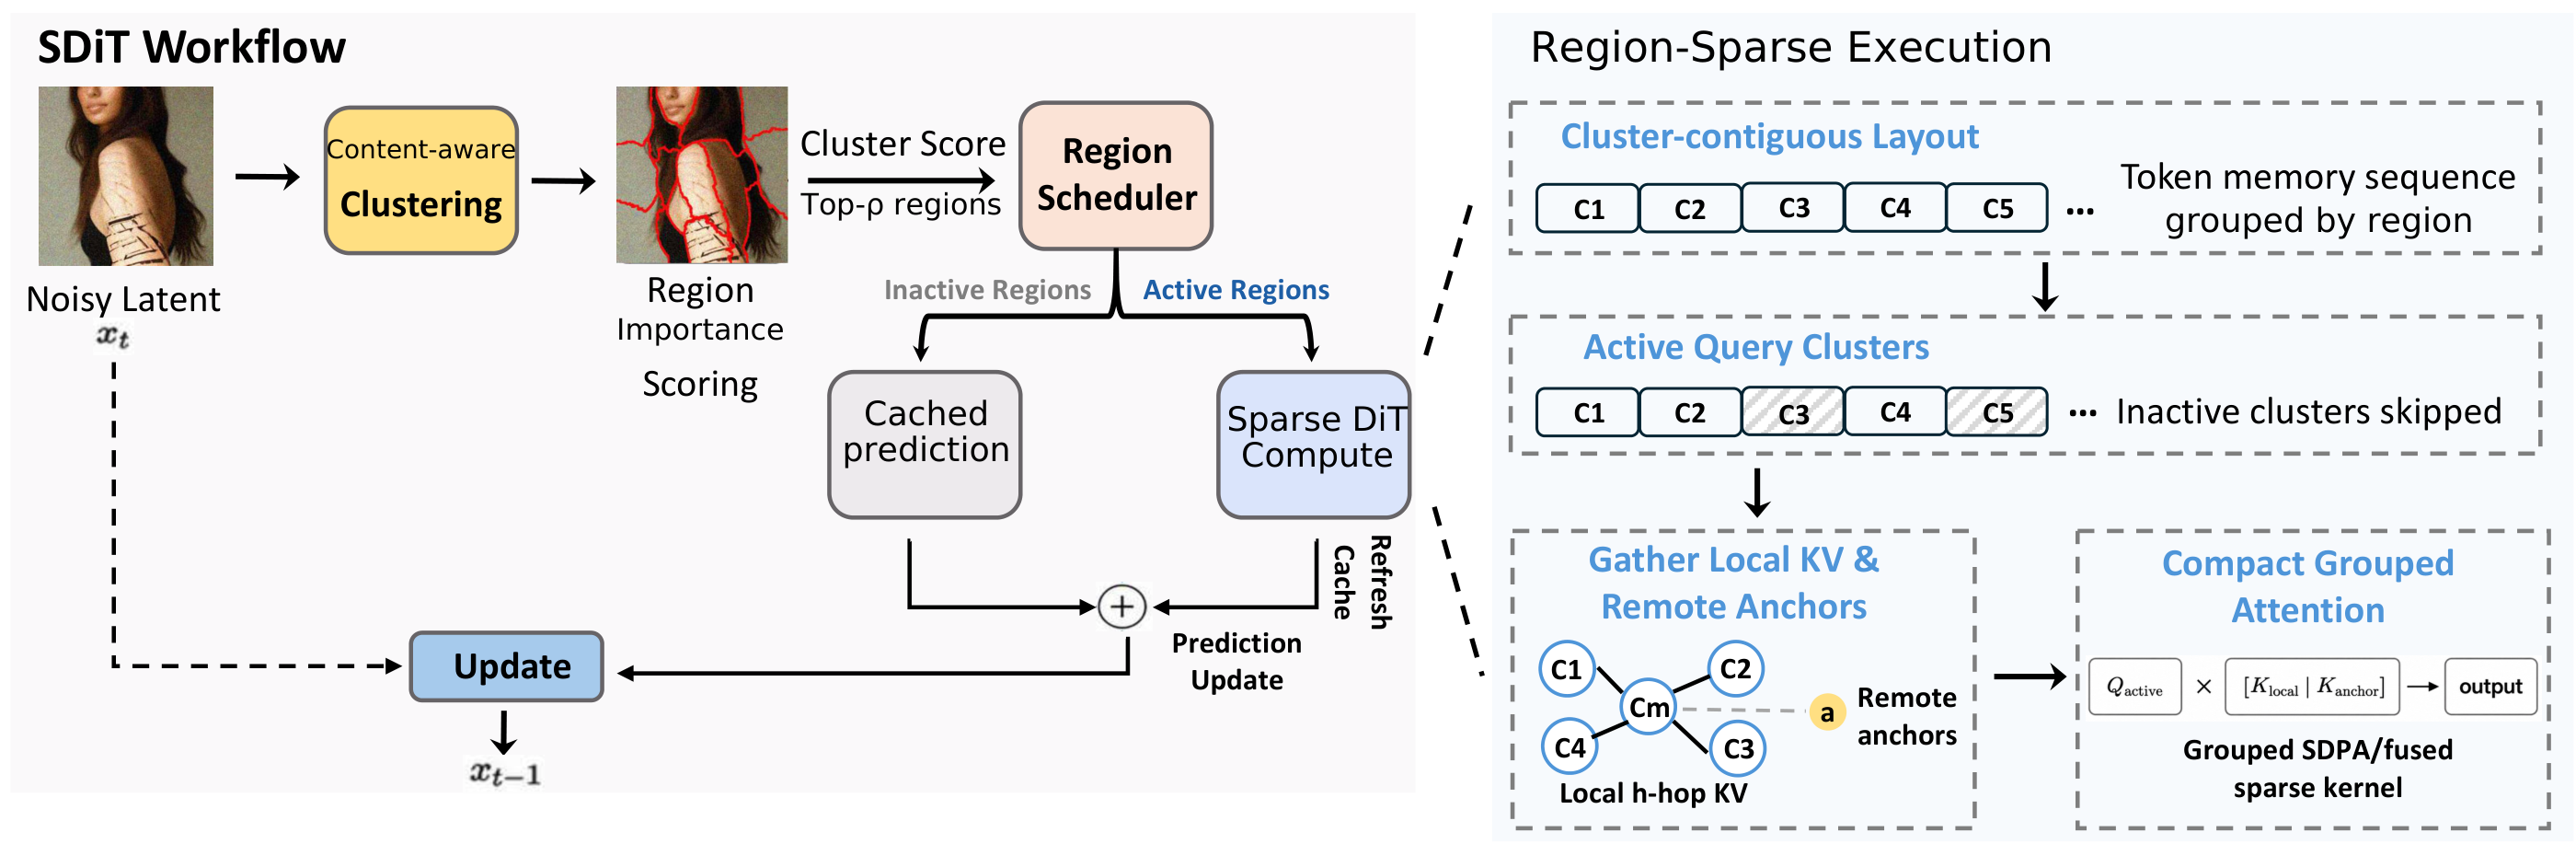 SDiT Workflow
Noisy Latent
x_t
Content-aware
Clustering
Region
Importance
Scoring
Cluster Score
Top-ρ regions
Region
Scheduler
Inactive Regions
Active Regions
Cached
prediction
Sparse DiT
Compute
Refresh
Cache
+
Prediction
Update
Update
x_{t-1}
Region-Sparse Execution
Cluster-contiguous Layout
C1 C2 C3 C4 C5 ...
Token memory sequence
grouped by region
Active Query Clusters
C1 C2 C3 C4 C5 ... Inactive clusters skipped
Gather Local KV &
Remote Anchors
C1 C2
Cm
a
Remote
anchors
C4 C3
Local h-hop KV
Compact Grouped
Attention
Q_active × [K_local | K_anchor] → output
Grouped SDPA/fused
sparse kernel